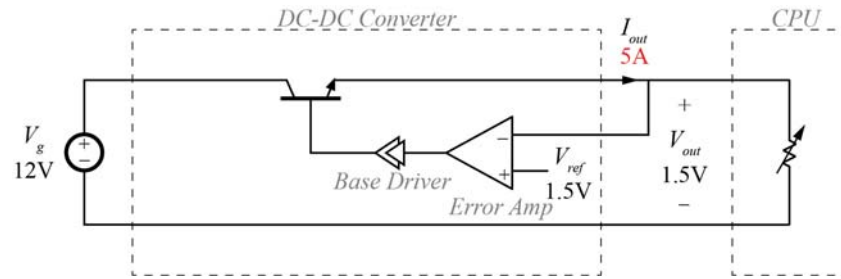 DC-DC Converter
I_out
5A
CPU
V_g
12V
+
−
Base Driver
Error Amp
−
+
V_ref
1.5V
+
V_out
1.5V
−